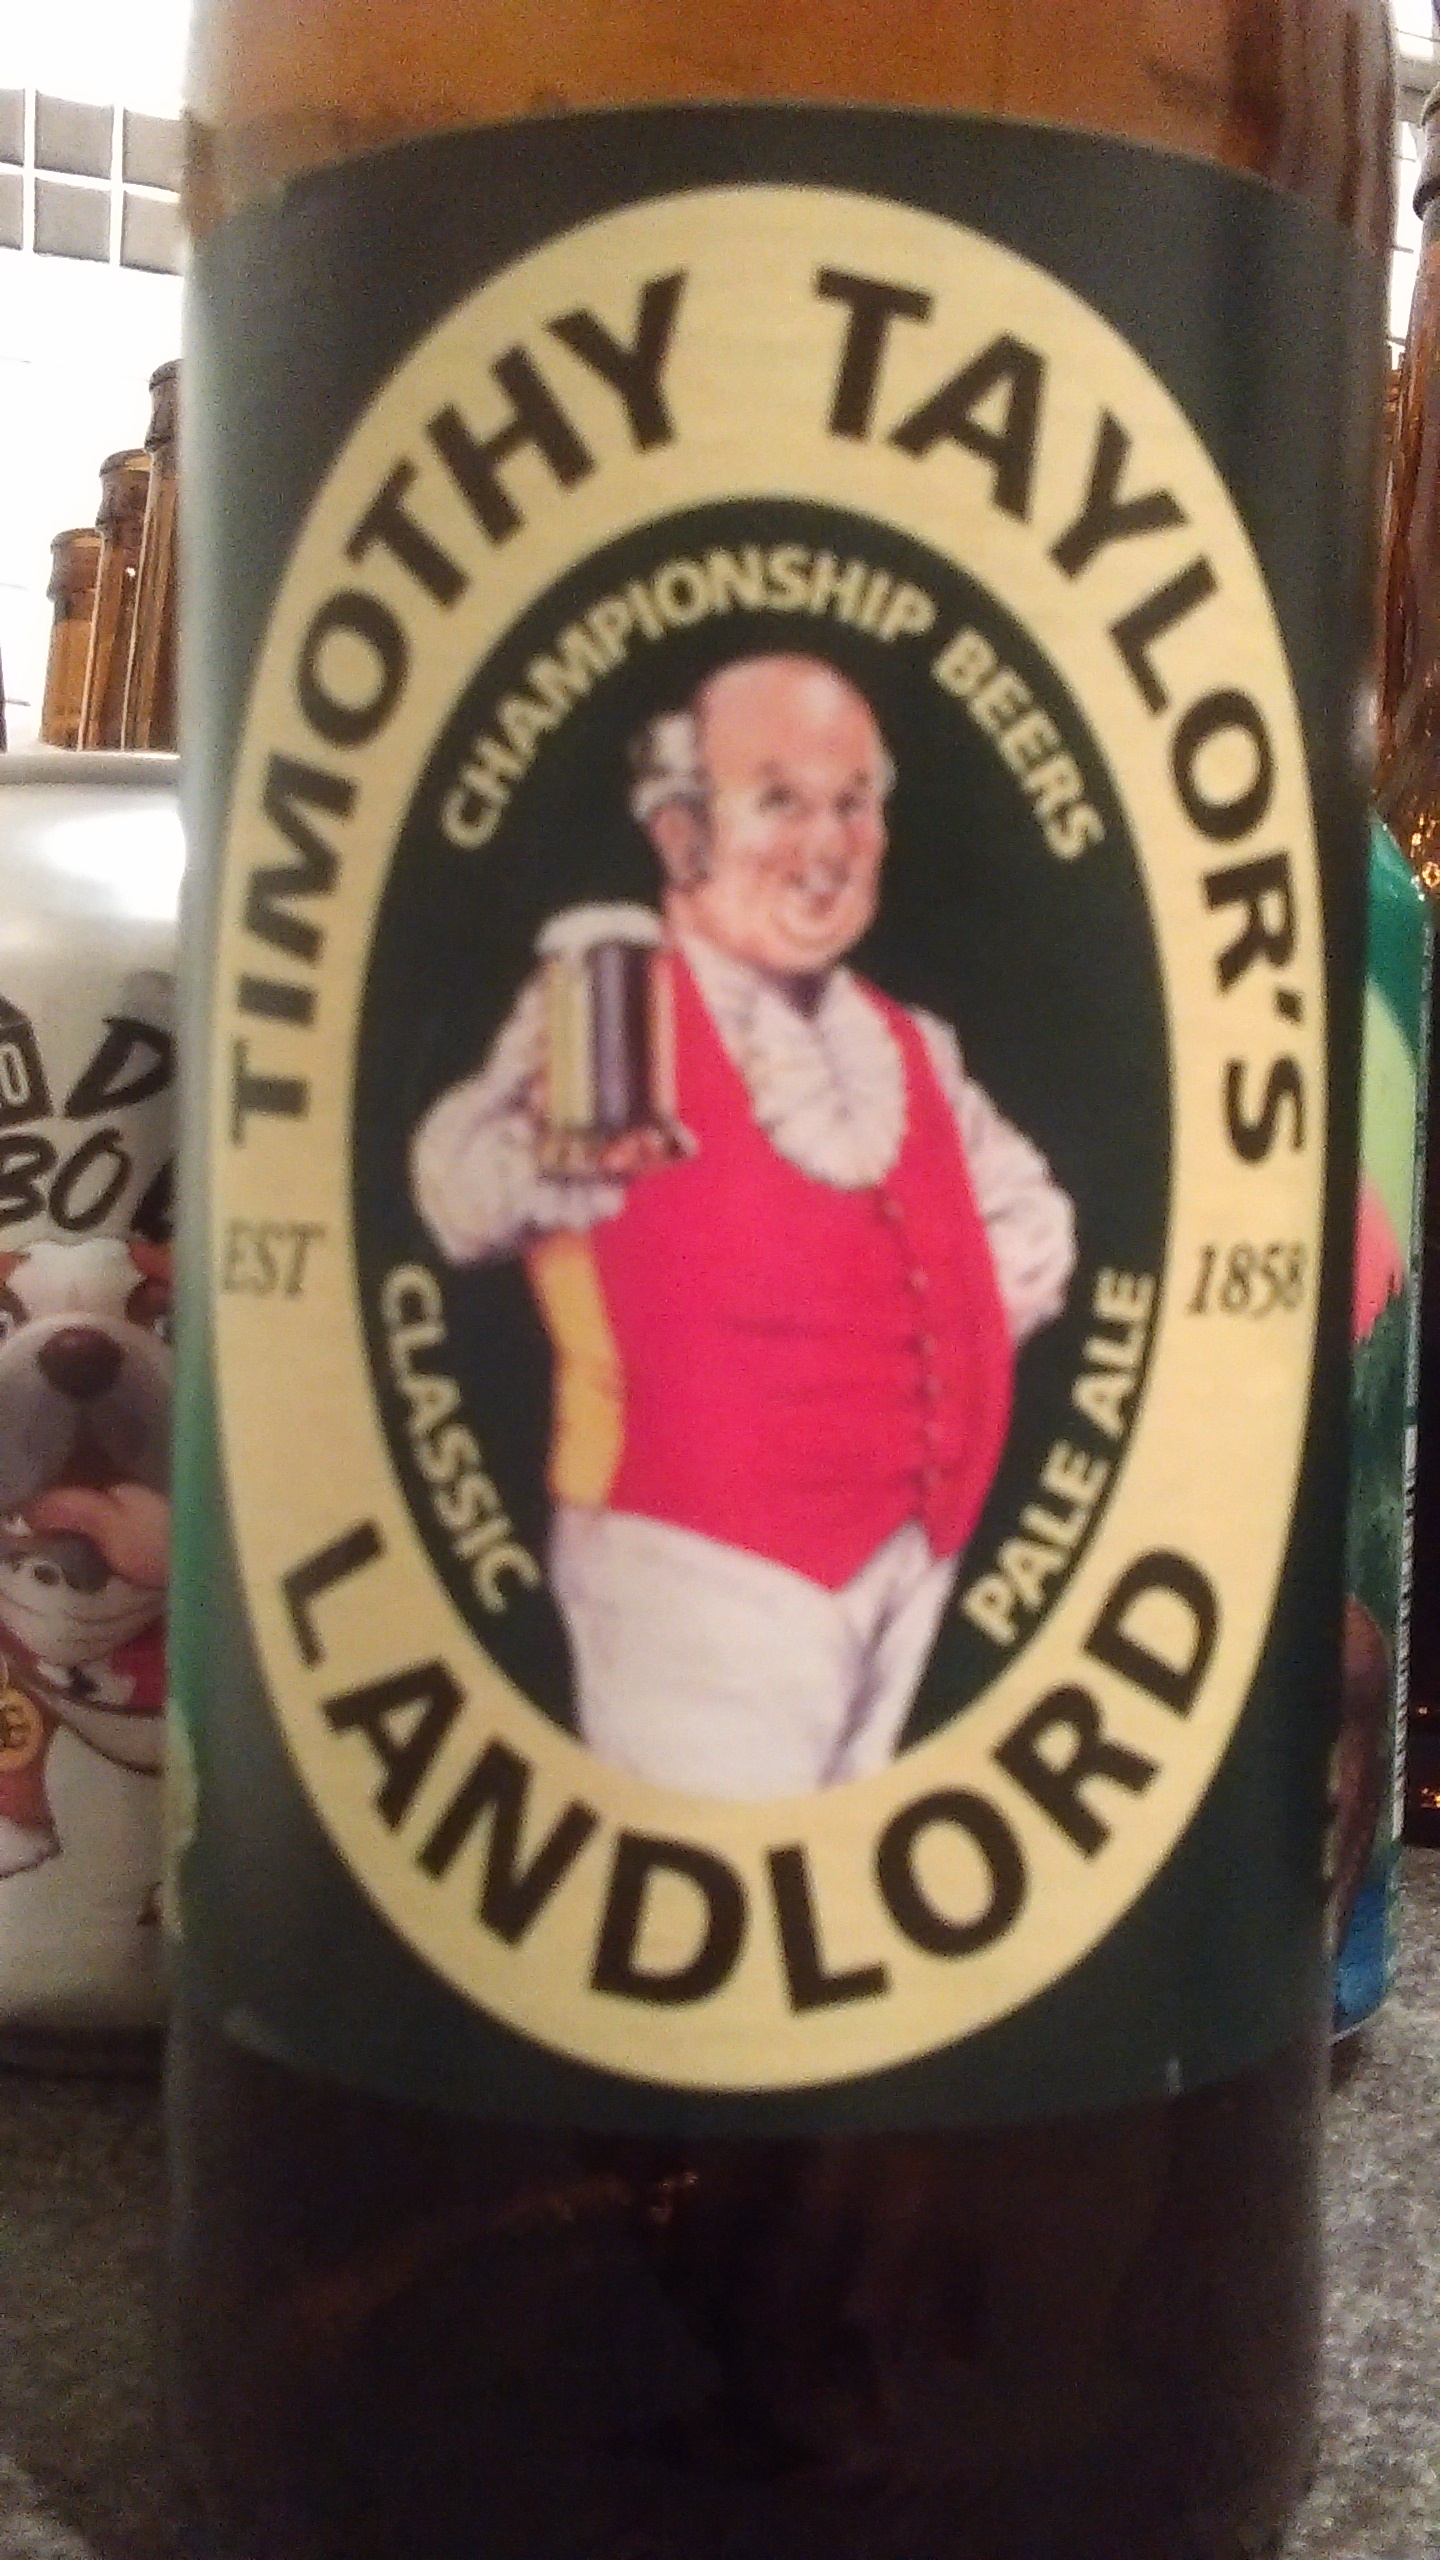 TIMOTHY TAYLOR'S
CHAMPIONSHIP BEERS
EST 1858
CLASSIC PALE ALE
LANDLORD